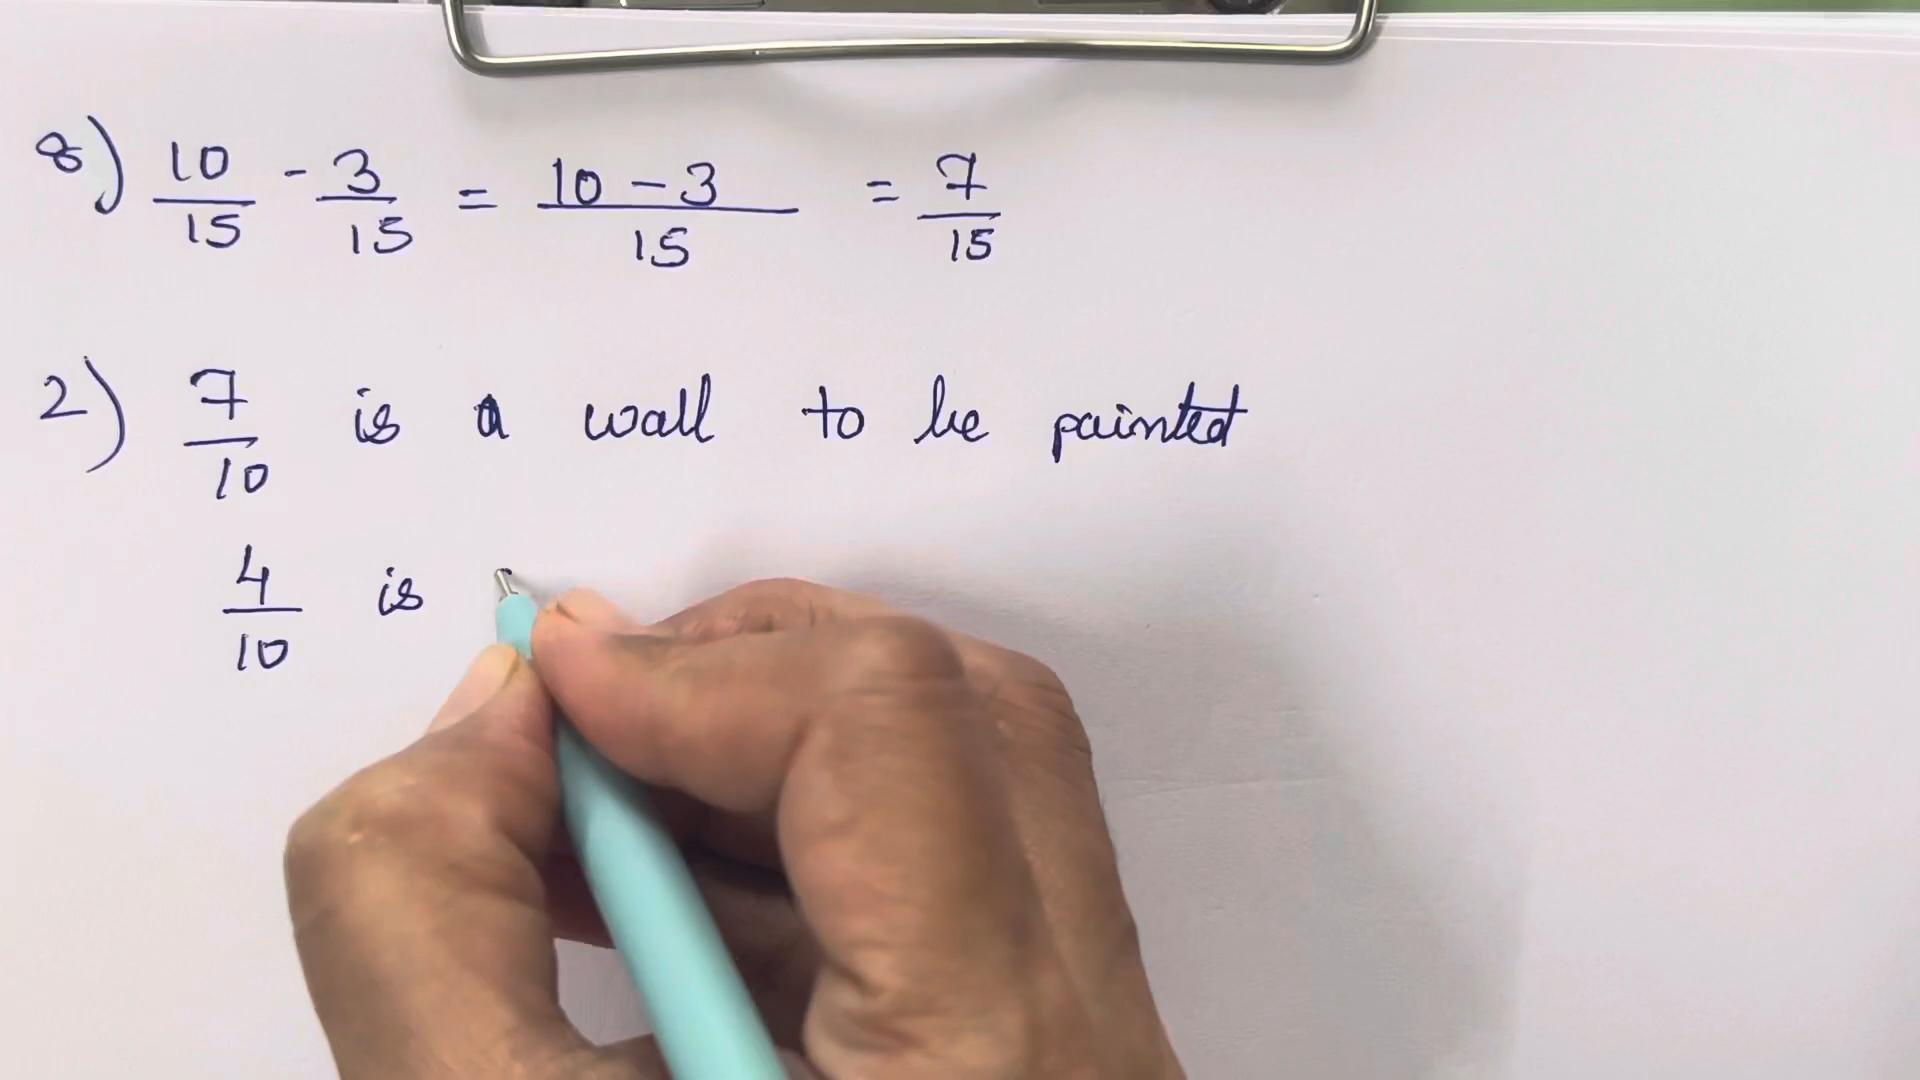 8) 10/15 - 3/15 = 10 - 3/15 = 7/15
2) 7/10 is a wall to be painted
4/10 is